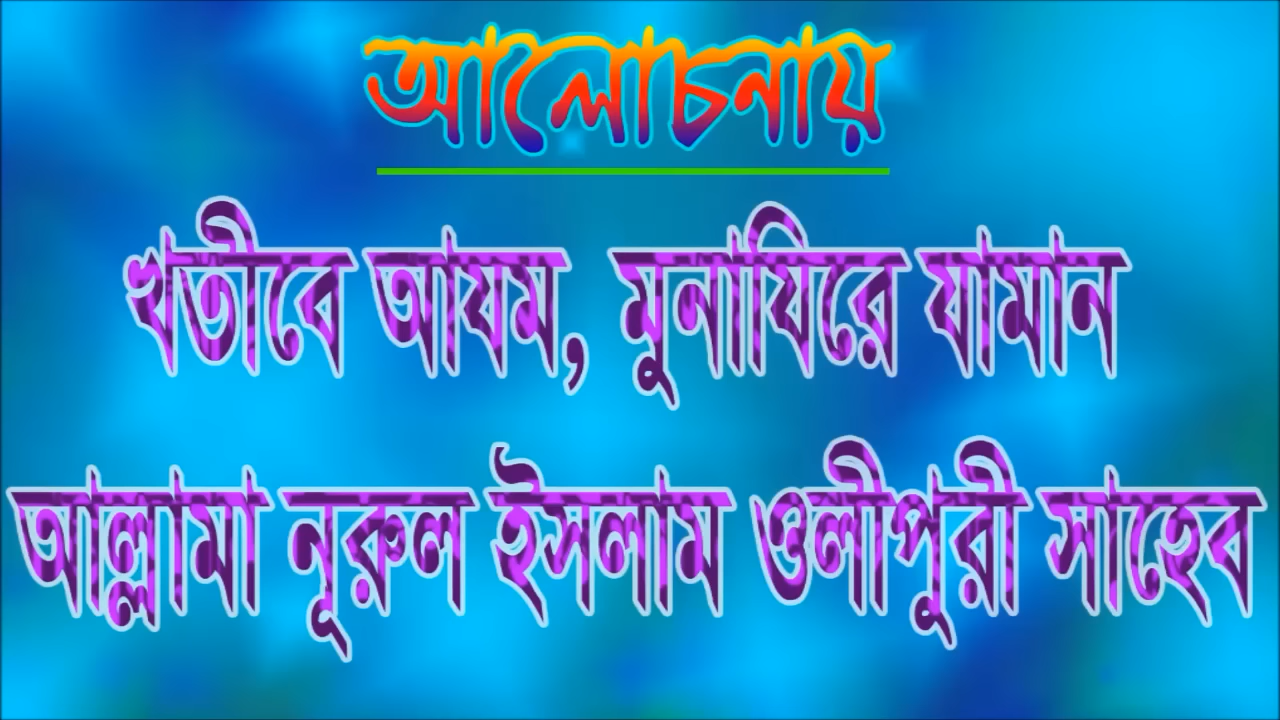 আলোচনায়
খতীবে আযম, মুনাযিরে যামান
আল্লামা নূরুল ইসলাম ওলীপুরী সাহেব